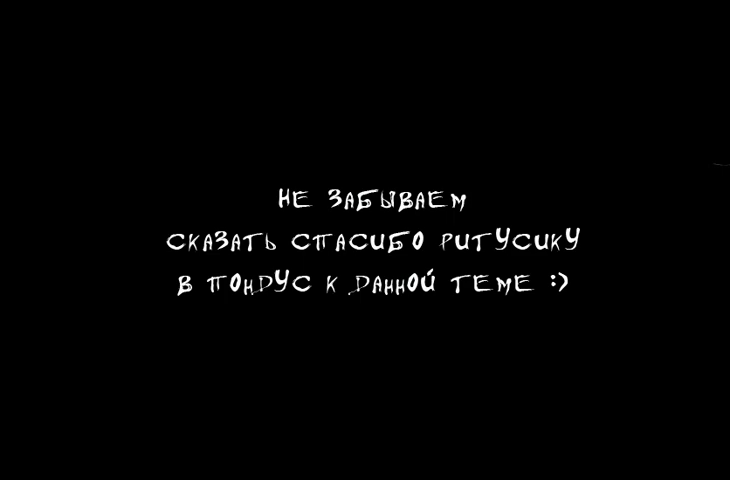 НЕ ЗАБЫВАЕМ
СКАЗАТЬ СПАСИБО РИТУСИКУ
В ПОНДУС К ДАННОЙ ТЕМЕ :)